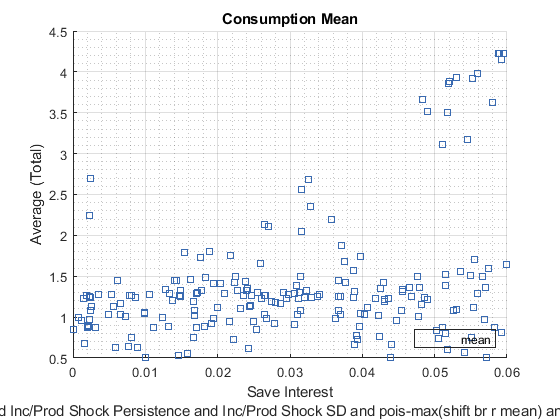 Consumption Mean
4.5
4
3.5
3
2.5
2
1.5
1
0.5
Average (Total)
mean
0 0.01 0.02 0.03 0.04 0.05 0.06
Save Interest
d Inc/Prod Shock Persistence and Inc/Prod Shock SD and pois-max(shift br r mean) an